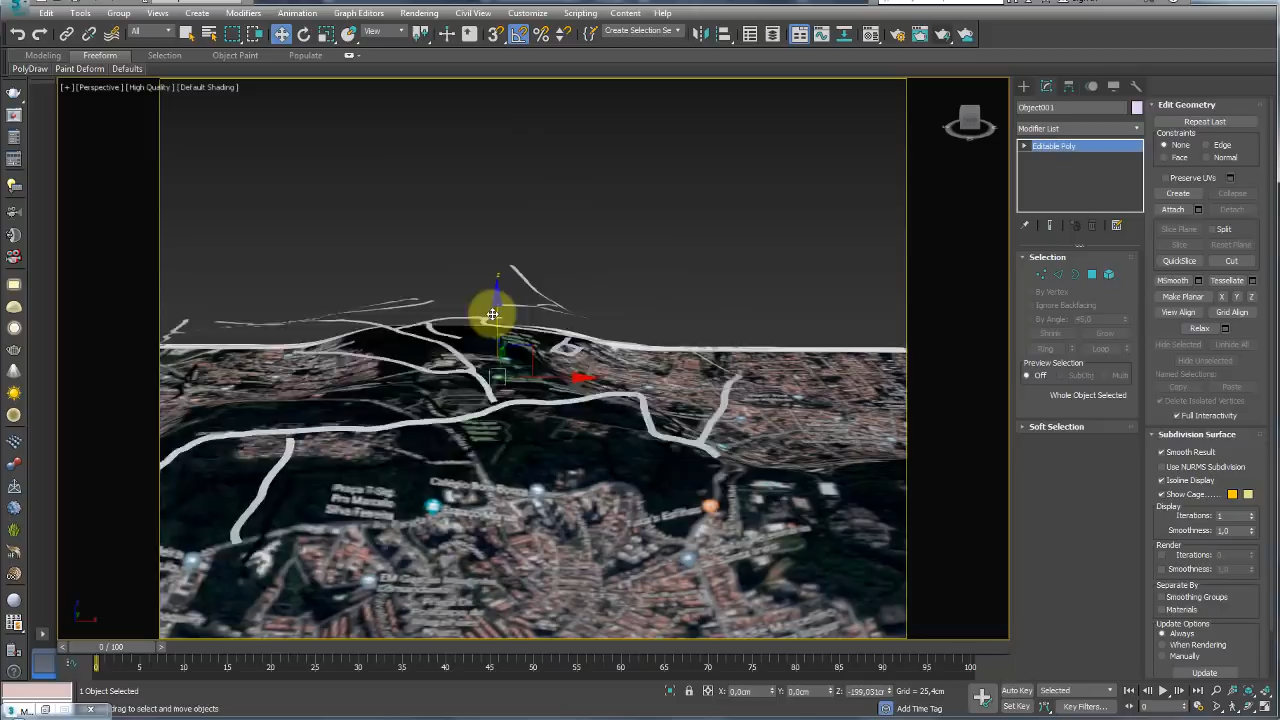 Edit Tools Group Views Create Modifiers Animation Graph Editors Rendering Civil View Customize Scripting Content Help
All View Create Selection Se
Modeling Freeform Selection Object Paint Populate
PolyDraw Paint Deform Defaults
[+] [Perspective] [High Quality] [Default Shading]
Object001
Modifier List
Editable Poly
Selection
By Vertex
Ignore Backfacing
By Angle: 45,0
Shrink Grow
Ring Loop
Preview Selection
Off SubObj Multi
Whole Object Selected
Soft Selection
Edit Geometry
Repeat Last
Constraints
None Edge
Face Normal
Preserve UVs
Create Collapse
Attach Detach
Slice Plane Split
Slice Reset Plane
QuickSlice Cut
MSmooth Tessellate
Make Planar X Y Z
View Align Grid Align
Relax
Hide Selected Unhide All
Hide Unselected
Named Selections:
Copy Paste
Delete Isolated Vertices
Full Interactivity
Subdivision Surface
Smooth Result
Use NURMS Subdivision
Isoline Display
Show Cage......
Display
Iterations: 1
Smoothness: 1,0
Render
Iterations: 0
Smoothness: 1,0
Separate By
Smoothing Groups
Materials
Update Options
Always
When Rendering
Manually
Update
z
0 / 100
0 5 10 15 20 25 30 35 40 45 50 55 60 65 70 75 80 85 90 95 100
1 Object Selected X: 0,0cm Y: 0,0cm Z: -199,031cr Grid = 25,4cm Auto Key Selected
drag to select and move objects Add Time Tag Set Key Key Filters... 0